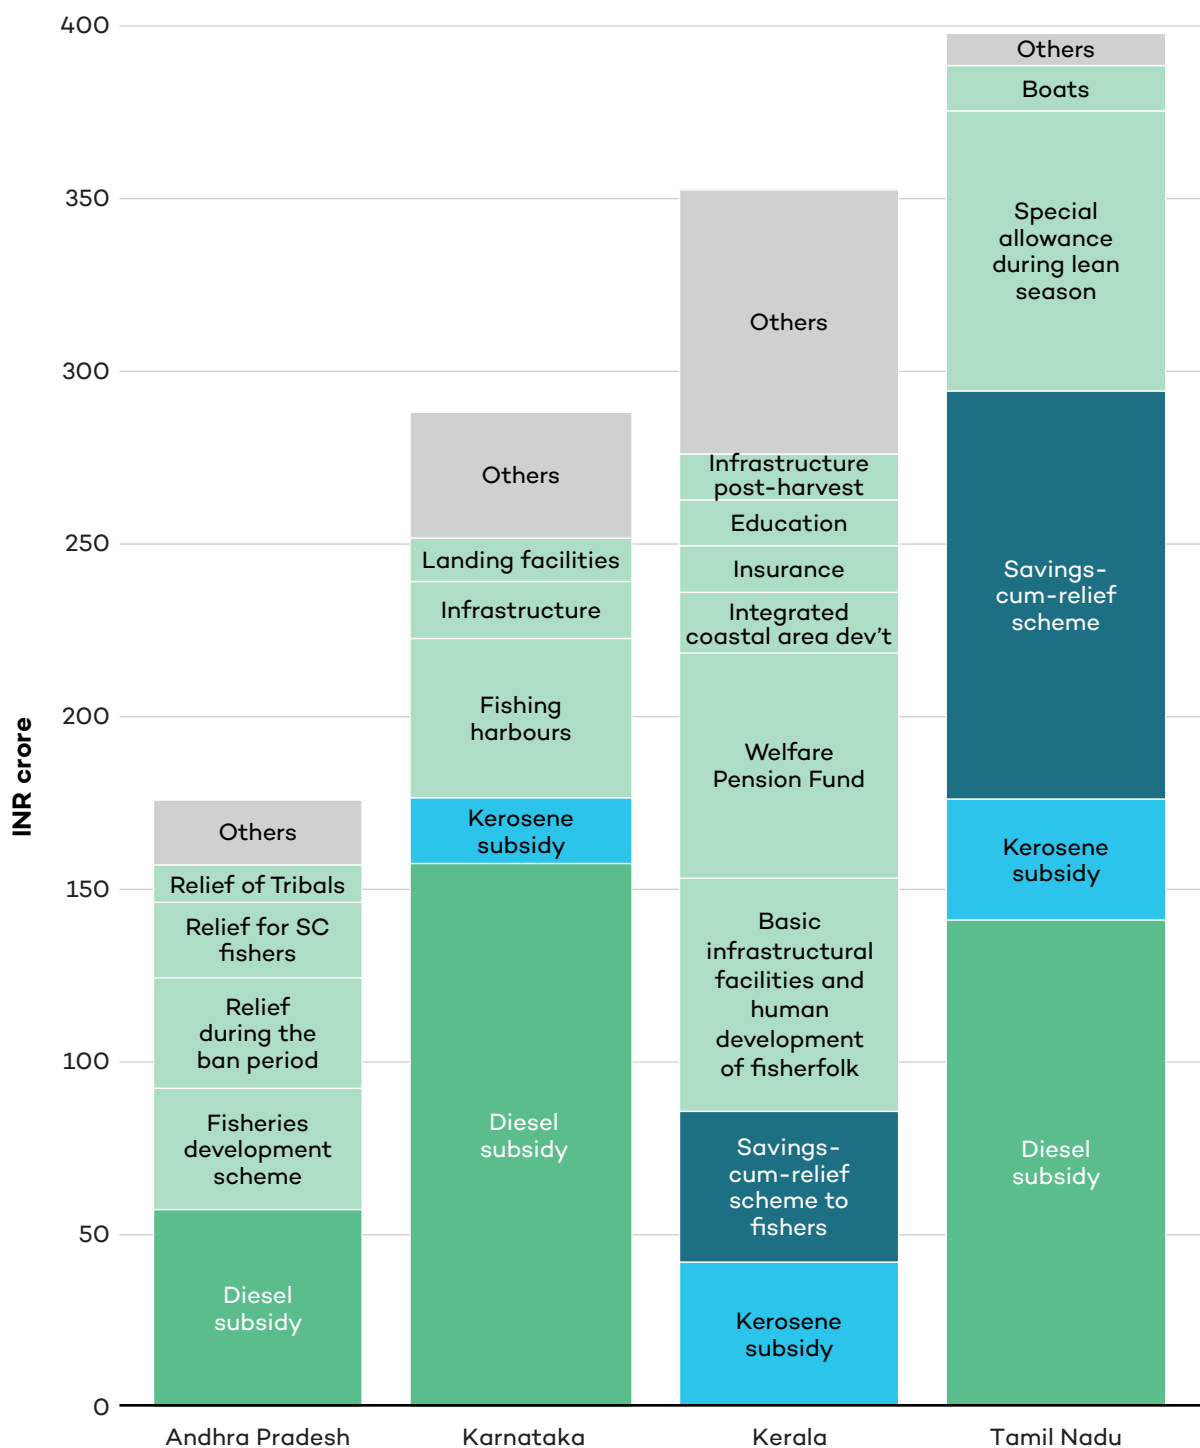 400
350
300
250
200
150
100
50
0
INR crore
Others
Relief of Tribals
Relief for SC
fishers
Relief
during the
ban period
Fisheries
development
scheme
Diesel
subsidy
Others
Landing facilities
Infrastructure
Fishing
harbours
Kerosene
subsidy
Diesel
subsidy
Others
Infrastructure
post-harvest
Education
Insurance
Integrated
coastal area dev’t
Welfare
Pension Fund
Basic
infrastructural
facilities and
human
development
of fisherfolk
Savings-
cum-relief
scheme to
fishers
Kerosene
subsidy
Others
Boats
Special
allowance
during lean
season
Savings-
cum-relief
scheme
Kerosene
subsidy
Diesel
subsidy
Andhra Pradesh
Karnataka
Kerala
Tamil Nadu